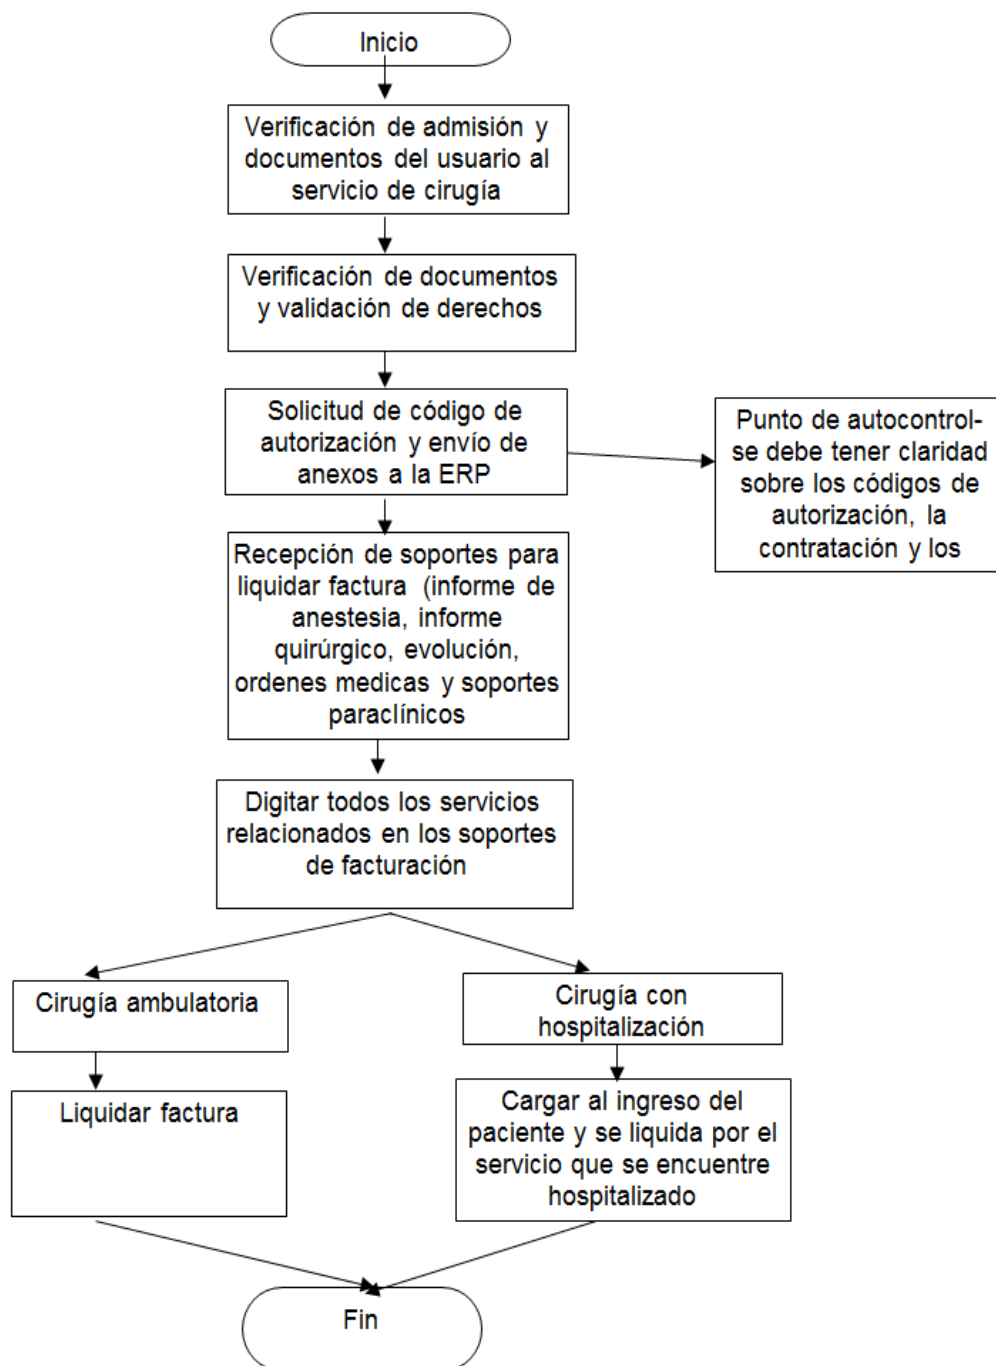 Inicio
Verificación de admisión y
documentos del usuario al
servicio de cirugía
Verificación de documentos
y validación de derechos
Solicitud de código de
autorización y envío de
anexos a la ERP
Punto de autocontrol-
se debe tener claridad
sobre los códigos de
autorización, la
contratación y los
Recepción de soportes para
liquidar factura (informe de
anestesia, informe
quirúrgico, evolución,
ordenes medicas y soportes
paraclínicos
Digitar todos los servicios
relacionados en los soportes
de facturación
Cirugía ambulatoria
Cirugía con
hospitalización
Liquidar factura
Cargar al ingreso del
paciente y se liquida por el
servicio que se encuentre
hospitalizado
Fin